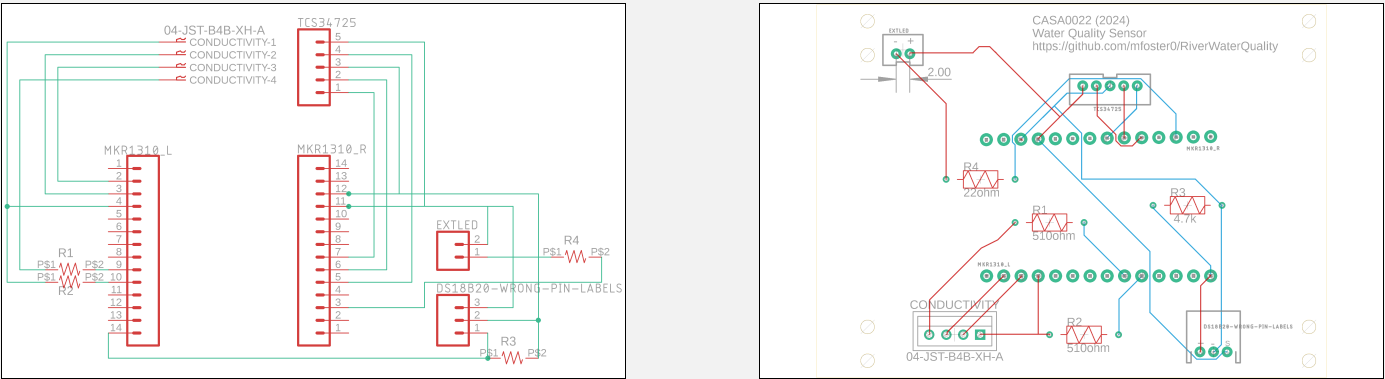 04-JST-B4B-XH-A
CONDUCTIVITY-1
CONDUCTIVITY-2
CONDUCTIVITY-3
CONDUCTIVITY-4
TCS34725
5
4
3
2
1
MKR1310_L
1
2
3
4
5
6
7
8
9
10
11
12
13
14
R1
P$1 P$2
P$1 P$2
R2
MKR1310_R
14
13
12
11
10
9
8
7
6
5
4
3
2
1
EXTLED
2
1
R4
P$1 P$2
DS18B20-WRONG-PIN-LABELS
3
2
1
R3
P$1 P$2
CASA0022 (2024)
Water Quality Sensor
https://github.com/mfoster0/RiverWaterQuality
EXTLED
- +
2.00
TCS34725
MKR1310_R
R4
22ohm
R3
4.7k
R1
510ohm
MKR1310_L
CONDUCTIVITY
04-JST-B4B-XH-A
R2
510ohm
DS18B20-WRONG-PIN-LABELS